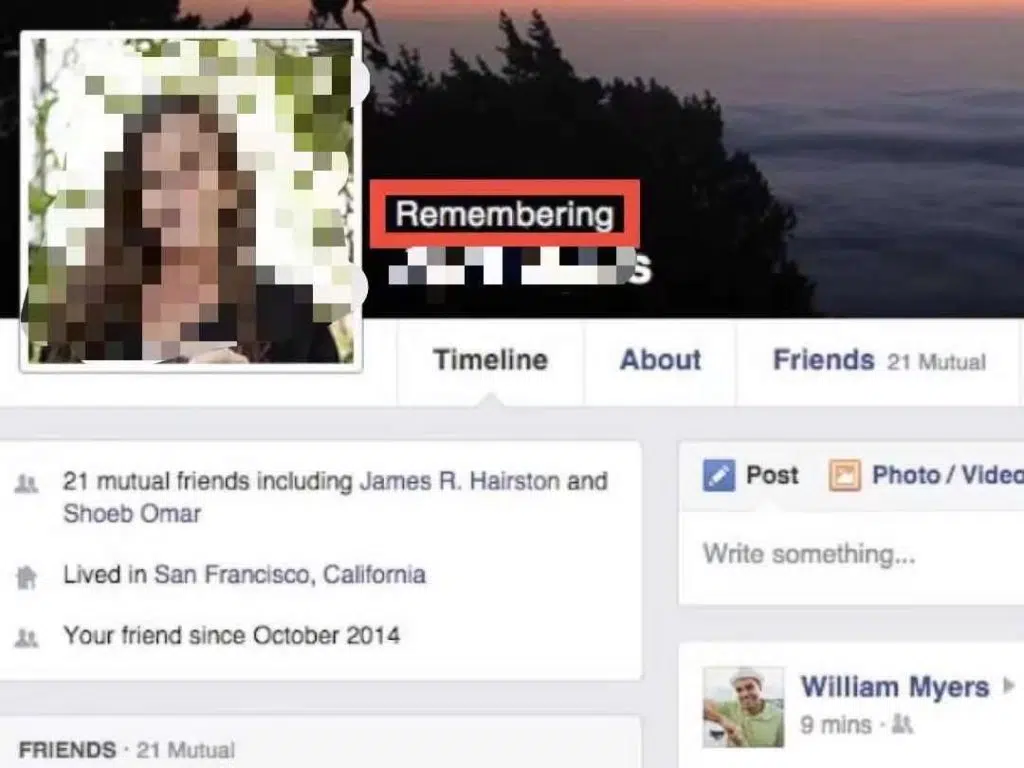 Remembering
Timeline
About
Friends 21 Mutual
21 mutual friends including James R. Hairston and
Shoeb Omar
Lived in San Francisco, California
Your friend since October 2014
FRIENDS · 21 Mutual
Post
Photo / Video
Write something...
William Myers
9 mins ·